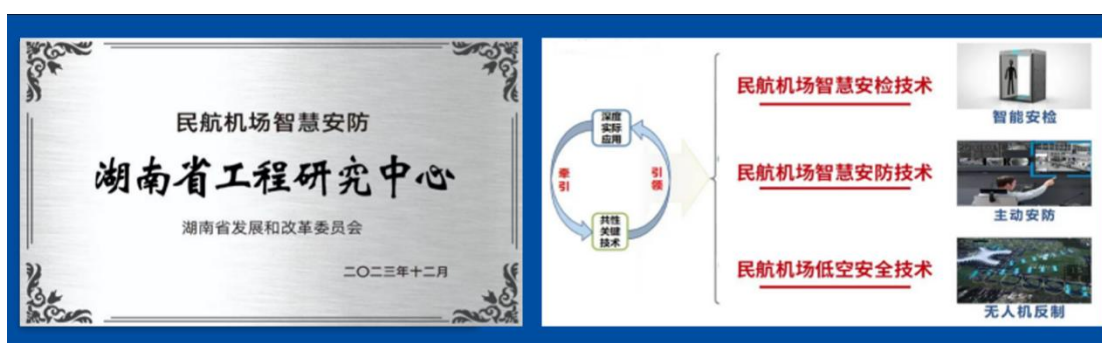 民航机场智慧安防
湖南省工程研究中心
湖南省发展和改革委员会
二〇二三年十二月
深度
实际
应用
牵引
引领
共性
关键
技术
民航机场智慧安检技术
智能安检
民航机场智慧安防技术
主动安防
民航机场低空安全技术
无人机反制